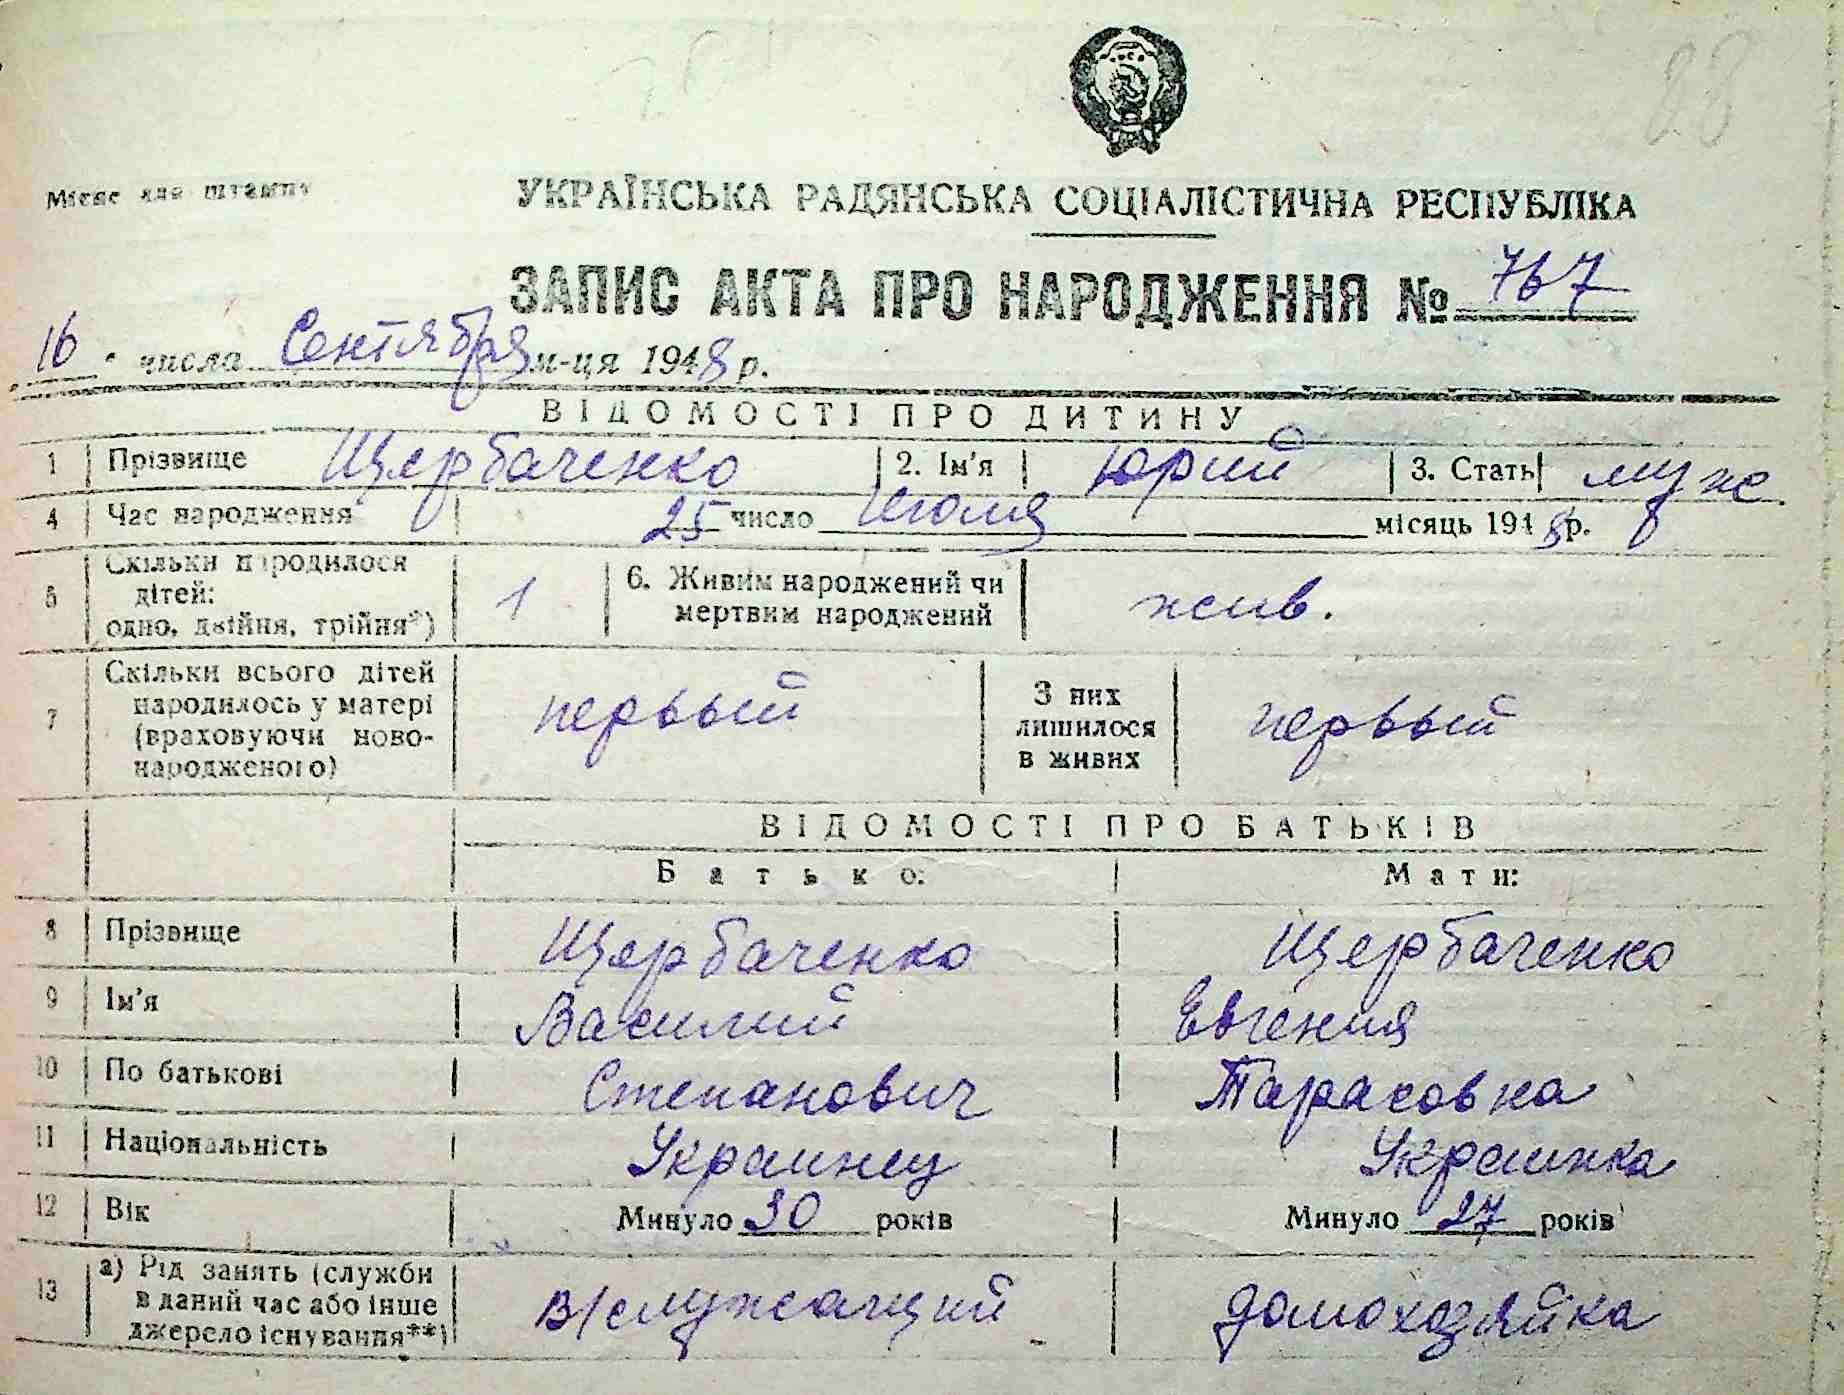 28
Місце для штампу
УКРАЇНСЬКА РАДЯНСЬКА СОЦІАЛІСТИЧНА РЕСПУБЛІКА
ЗАПИС АКТА ПРО НАРОДЖЕННЯ № 767
16 числа Сентября м-ця 1948 р.
ВІДОМОСТІ ПРО ДИТИНУ
1 Прізвище Щербаченко 2. Ім'я Юрий 3. Стать муж
4 Час народження 25 число Июля місяць 1948 р.
5 Скільки народилося дітей: одно, двійня, трійня*) 1 6. Живим народжений чи мертвим народжений жив.
7 Скільки всього дітей народилось у матері (враховуючи ново-народженого) первый З них лишилося в живих первый
ВІДОМОСТІ ПРО БАТЬКІВ
Батько: Мати:
8 Прізвище Щербаченко Щербаченко
9 Ім'я Василий Евгения
10 По батькові Степанович Тарасовна
11 Національність Украинец Украинка
12 Вік Минуло 30 років Минуло 27 років
13 а) Рід занять (служби в даний час або інше джерело існування**) в/служащий домохозяйка